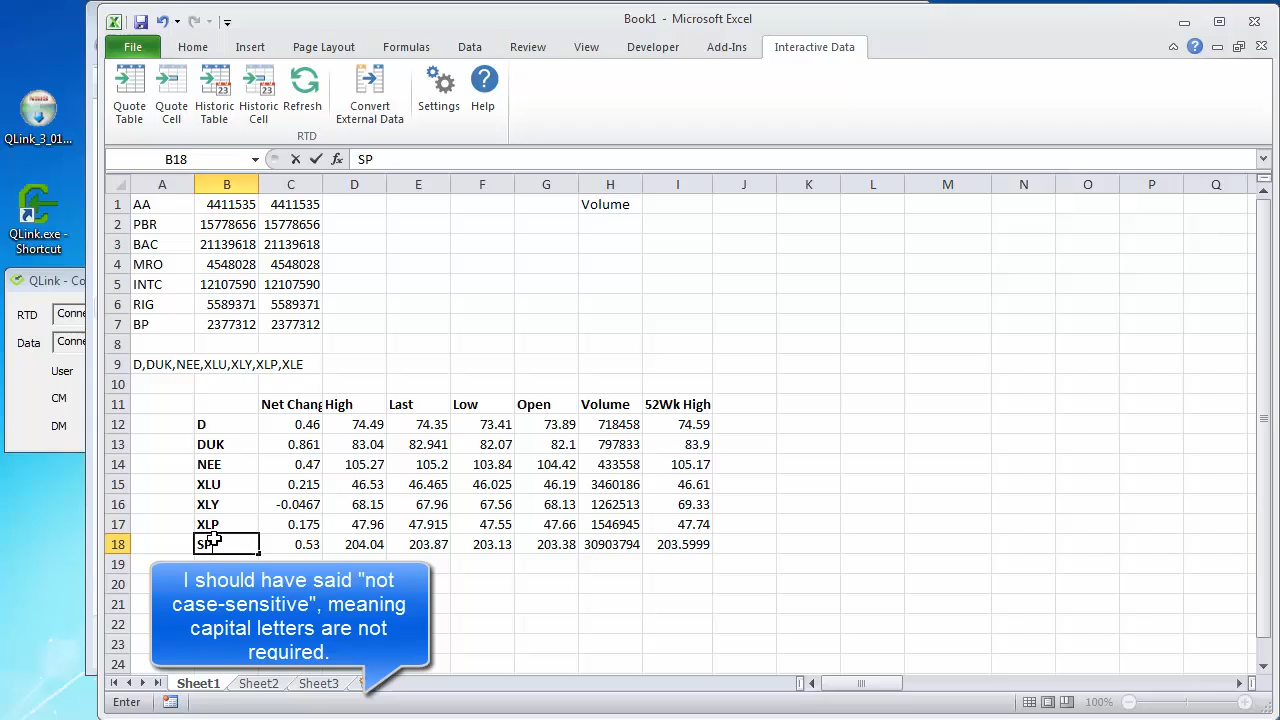 Book1 - Microsoft Excel
File Home Insert Page Layout Formulas Data Review View Developer Add-Ins Interactive Data
Quote Table
Quote Cell
Historic Table
Historic Cell
Refresh
Convert External Data
Settings
Help
RTD
B18 fx SP
A B C D E F G H I J K L M N O P Q
1 AA 4411535 4411535 Volume
2 PBR 15778656 15778656
3 BAC 21139618 21139618
4 MRO 4548028 4548028
5 INTC 12107590 12107590
6 RIG 5589371 5589371
7 BP 2377312 2377312
8
9 D,DUK,NEE,XLU,XLY,XLP,XLE
10
11 Net Chang High Last Low Open Volume 52Wk High
12 D 0.46 74.49 74.35 73.41 73.89 718458 74.59
13 DUK 0.861 83.04 82.941 82.07 82.1 797833 83.9
14 NEE 0.47 105.27 105.2 103.84 104.42 433558 105.17
15 XLU 0.215 46.53 46.465 46.025 46.19 3460186 46.61
16 XLY -0.0467 68.15 67.96 67.56 68.13 1262513 69.33
17 XLP 0.175 47.96 47.915 47.55 47.66 1546945 47.74
18 SP 0.53 204.04 203.87 203.13 203.38 30903794 203.5999
19
20
21
22
23
24
I should have said "not
case-sensitive", meaning
capital letters are not
required.
Sheet1 Sheet2 Sheet3
Enter 100%
QLink_3_01...
QLink.exe -
Shortcut
QLink - Co
RTD Conne
Data Conne
User
CM
DM